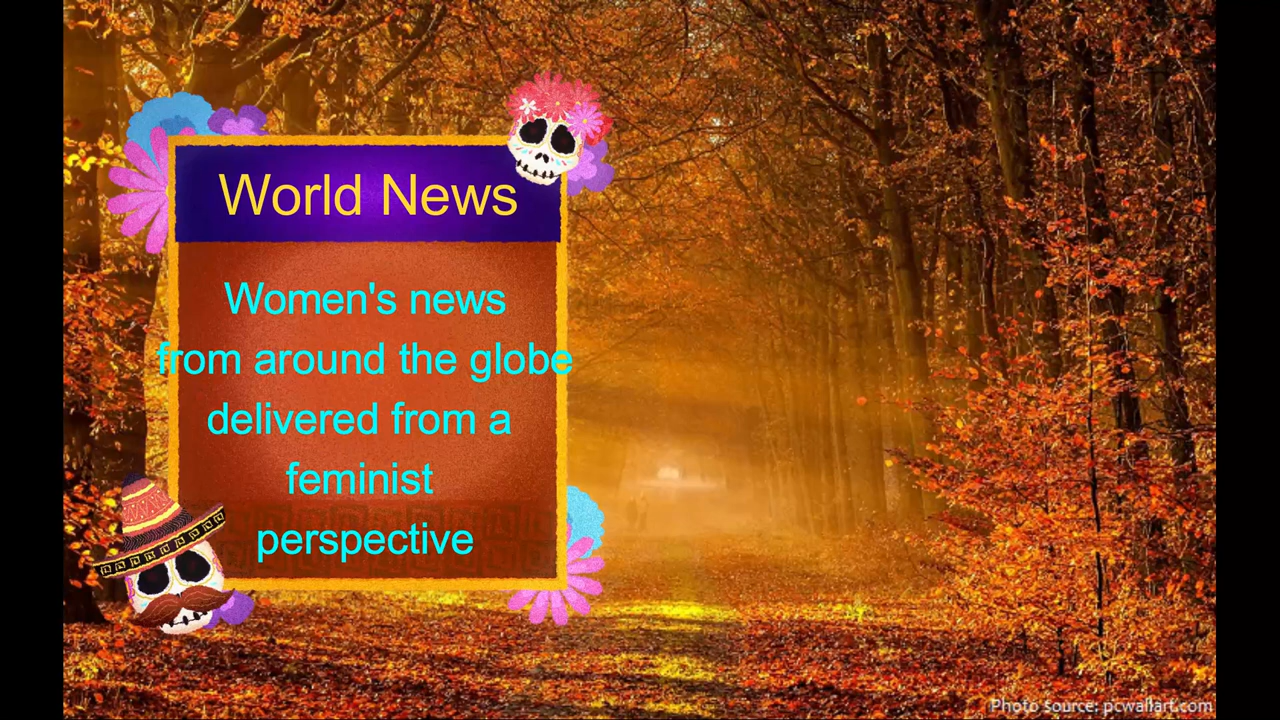 World News
Women's news
from around the globe
delivered from a
feminist
perspective
Photo source: pcwallart.com